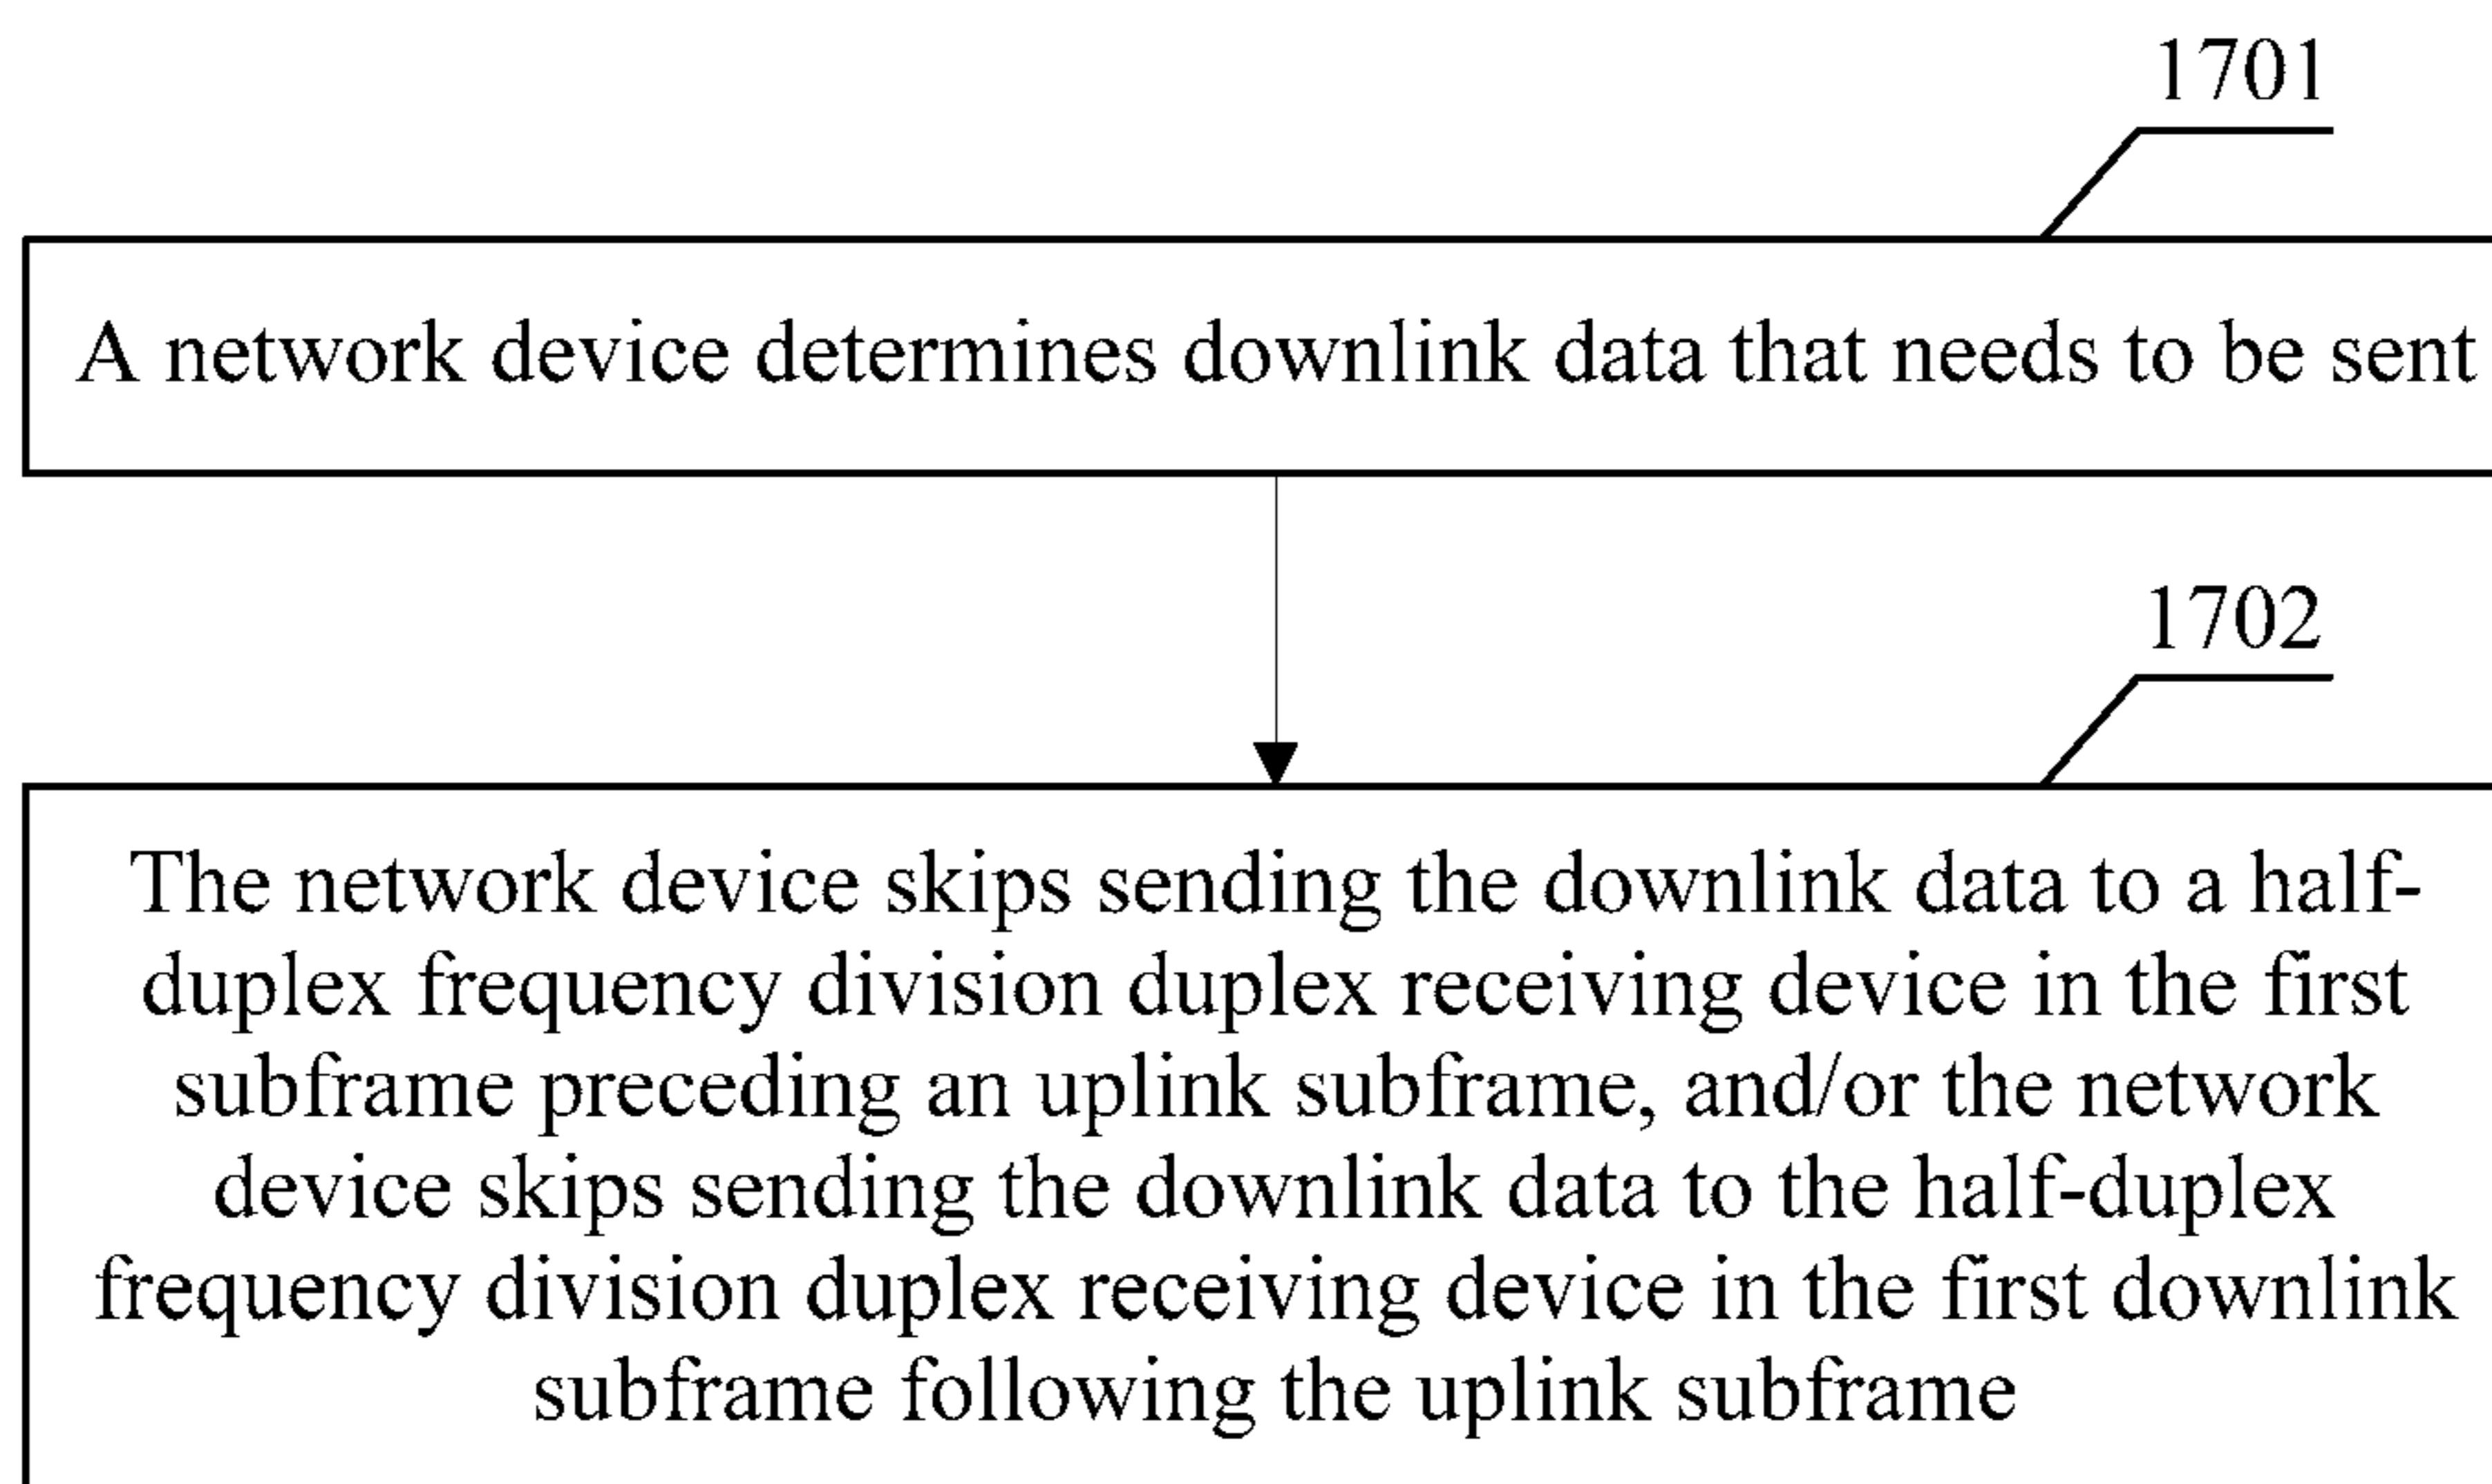 1701
A network device determines downlink data that needs to be sent
1702
The network device skips sending the downlink data to a half-
duplex frequency division duplex receiving device in the first
subframe preceding an uplink subframe, and/or the network
device skips sending the downlink data to the half-duplex
frequency division duplex receiving device in the first downlink
subframe following the uplink subframe